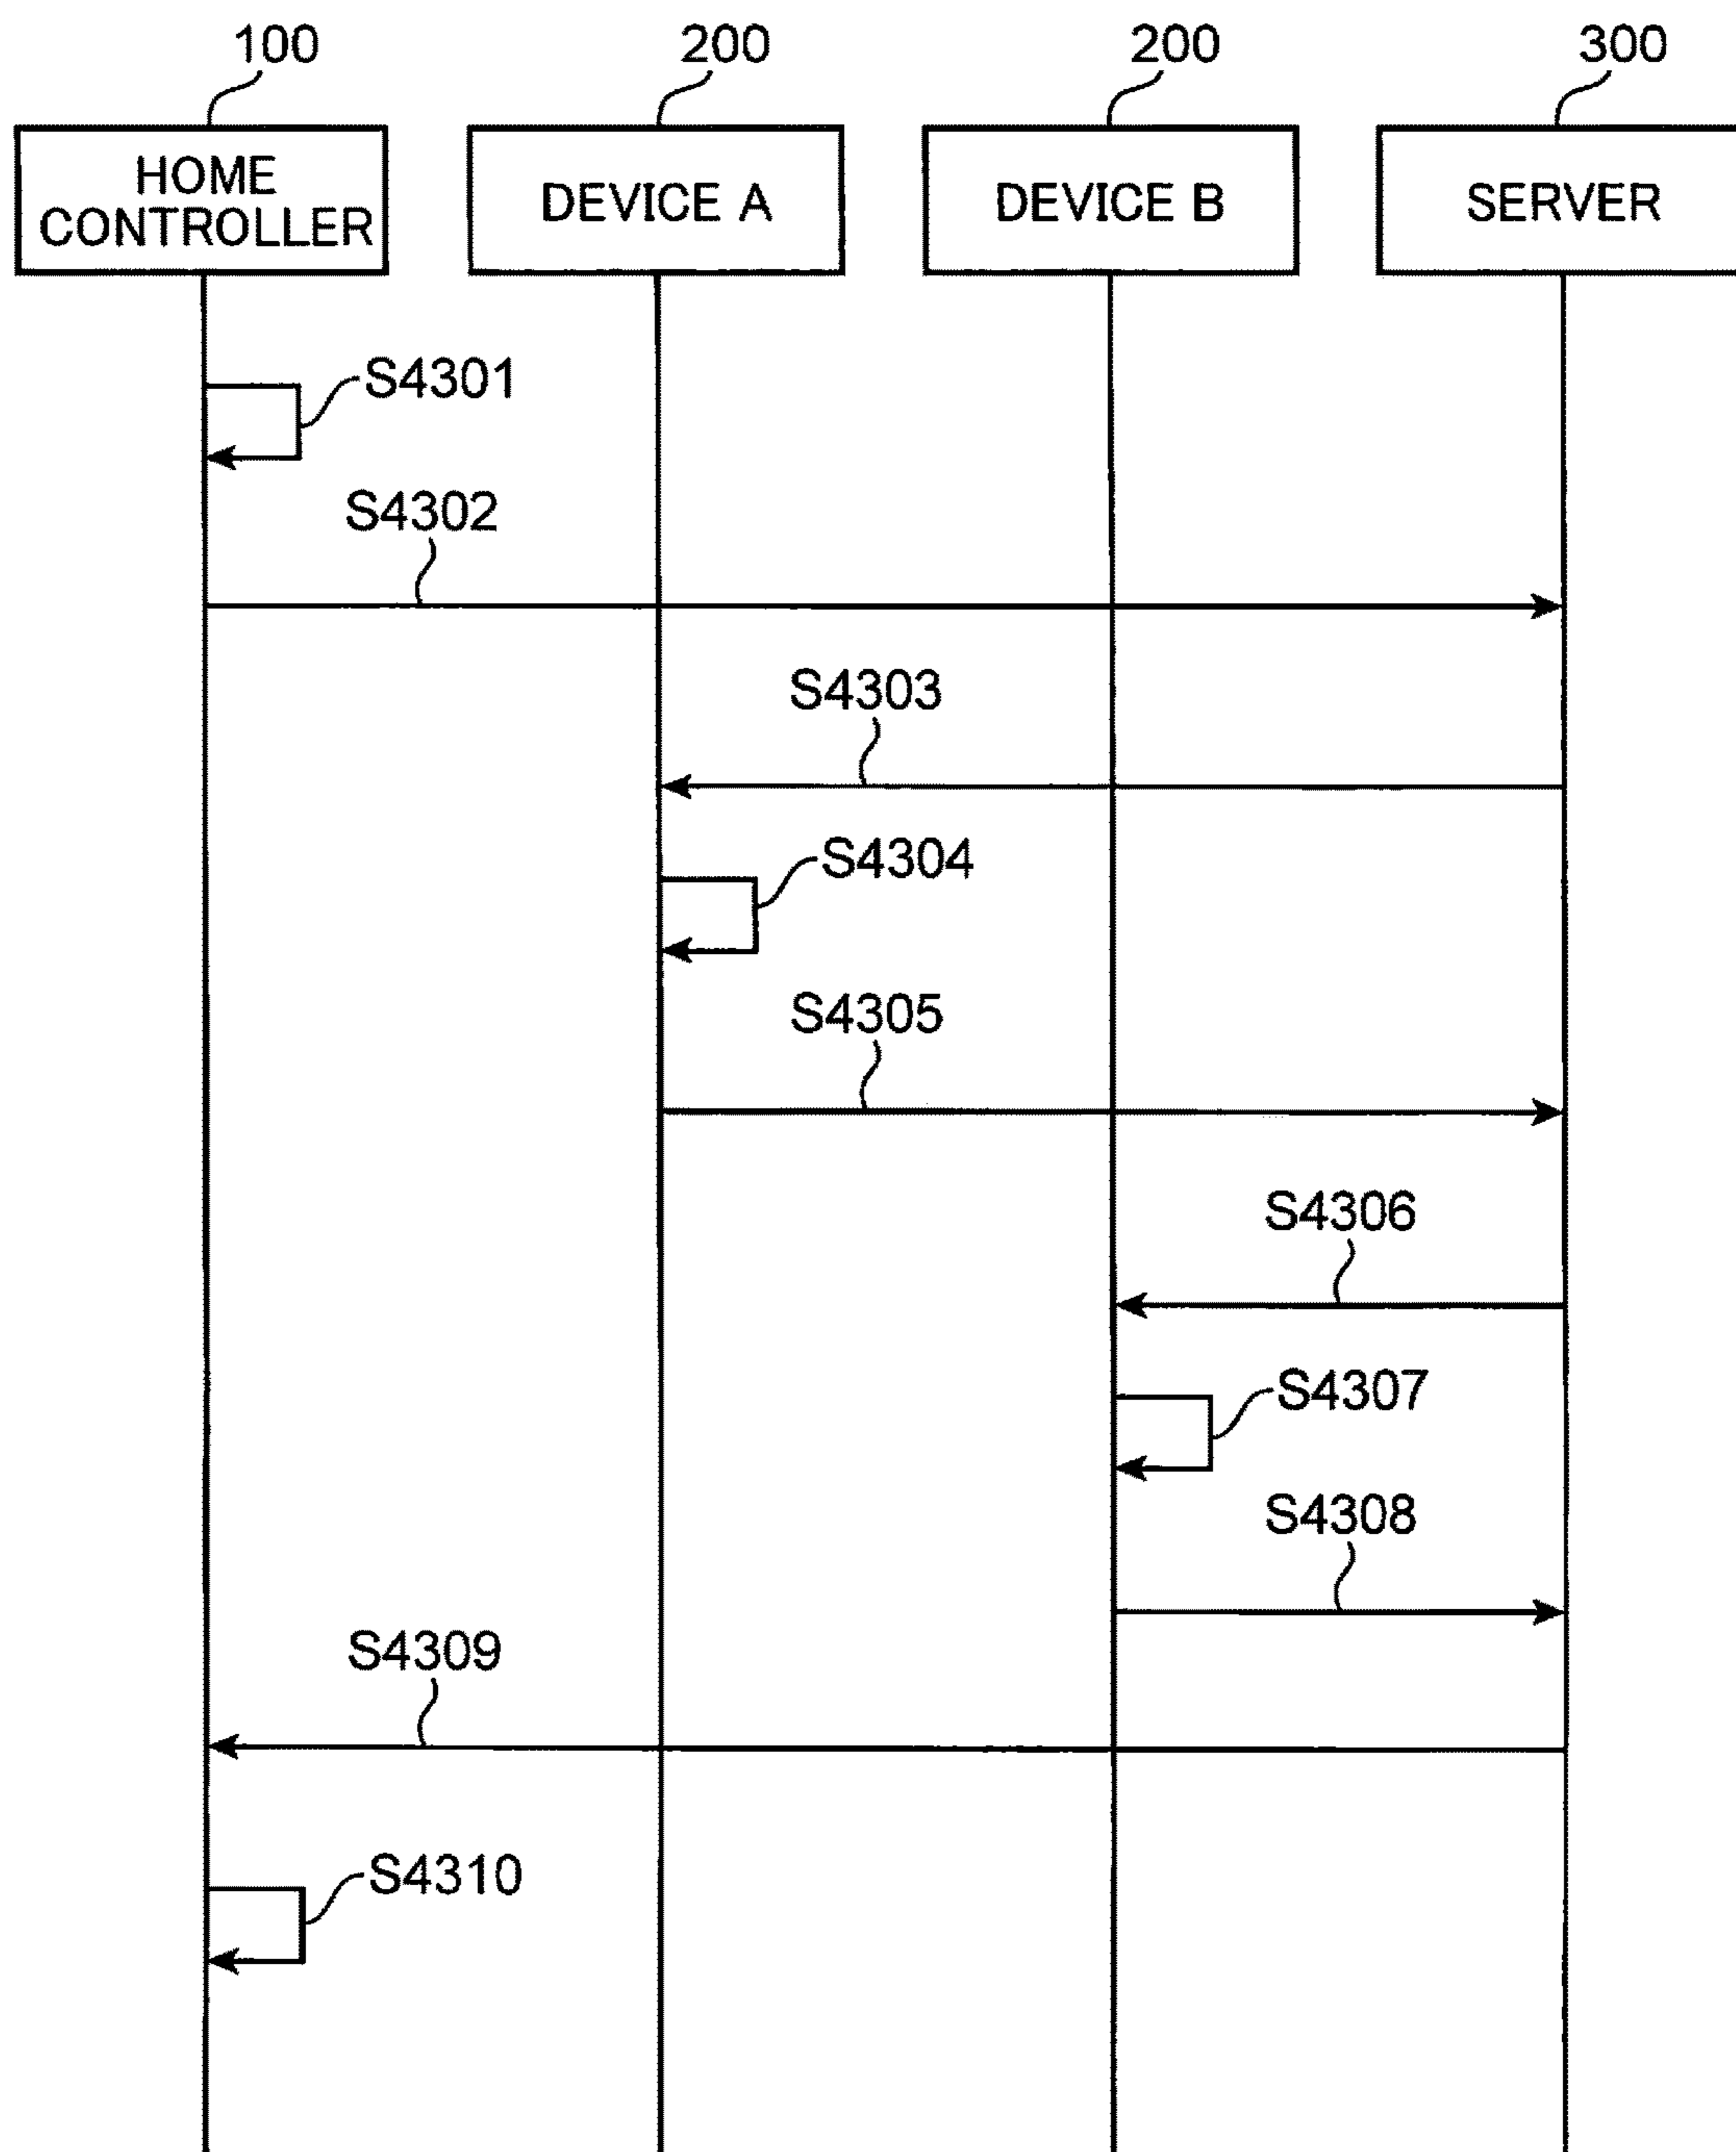 100
200
200
300
HOME
CONTROLLER
DEVICE A
DEVICE B
SERVER
S4301
S4302
S4303
S4304
S4305
S4306
S4307
S4308
S4309
S4310